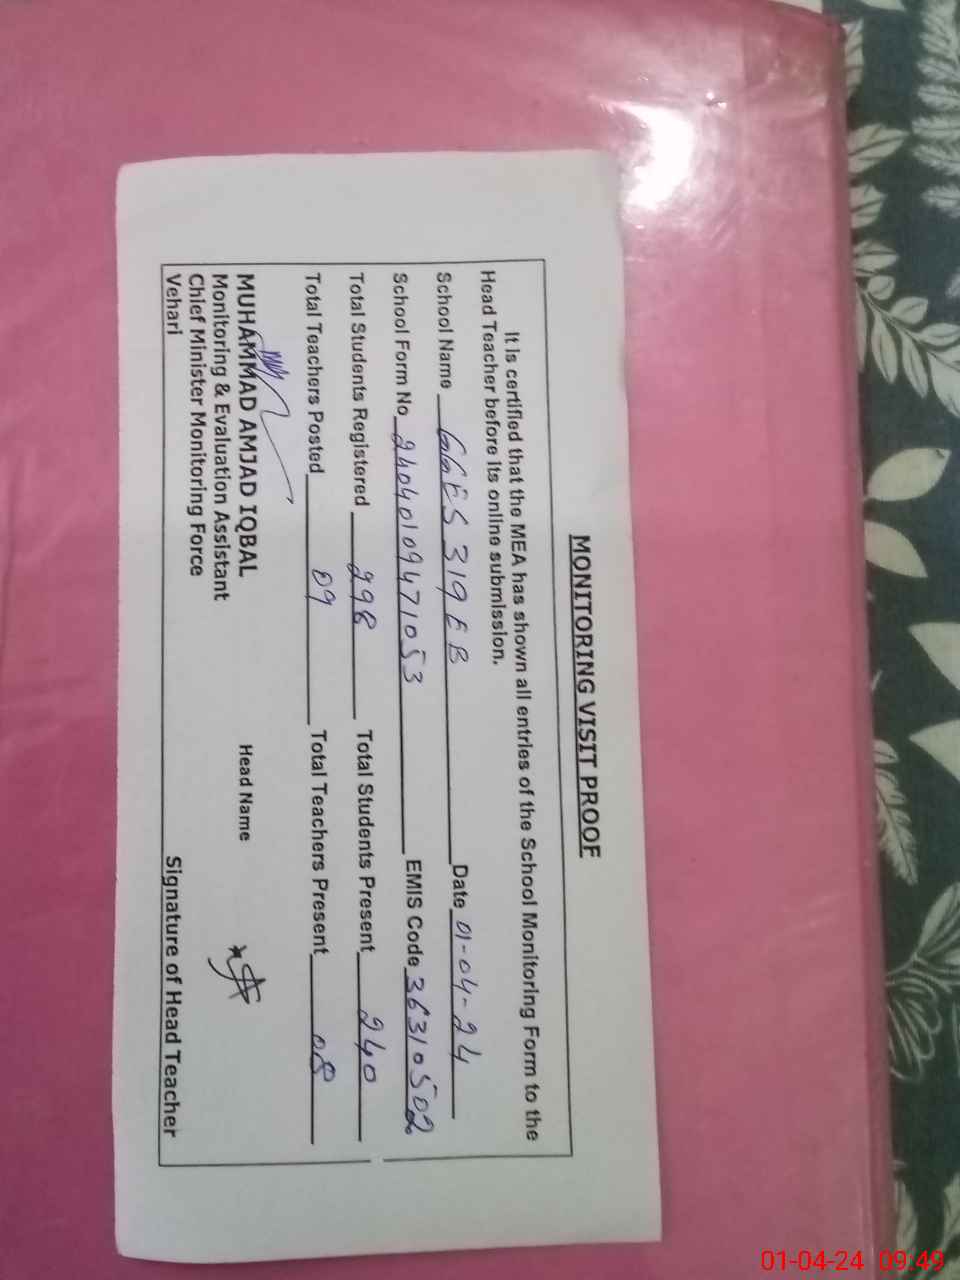 MONITORING VISIT PROOF
It is certified that the MEA has shown all entries of the School Monitoring Form to the
Head Teacher before its online submission.
School Name GGES 319 EB Date 01-04-24
School Form No 24040109471053 EMIS Code 36310502
Total Students Registered 298 Total Students Present 240
Total Teachers Posted 09 Total Teachers Present 08
MUHAMMAD AMJAD IQBAL Head Name
Monitoring & Evaluation Assistant
Chief Minister Monitoring Force
Vehari Signature of Head Teacher
01-04-24 09:49